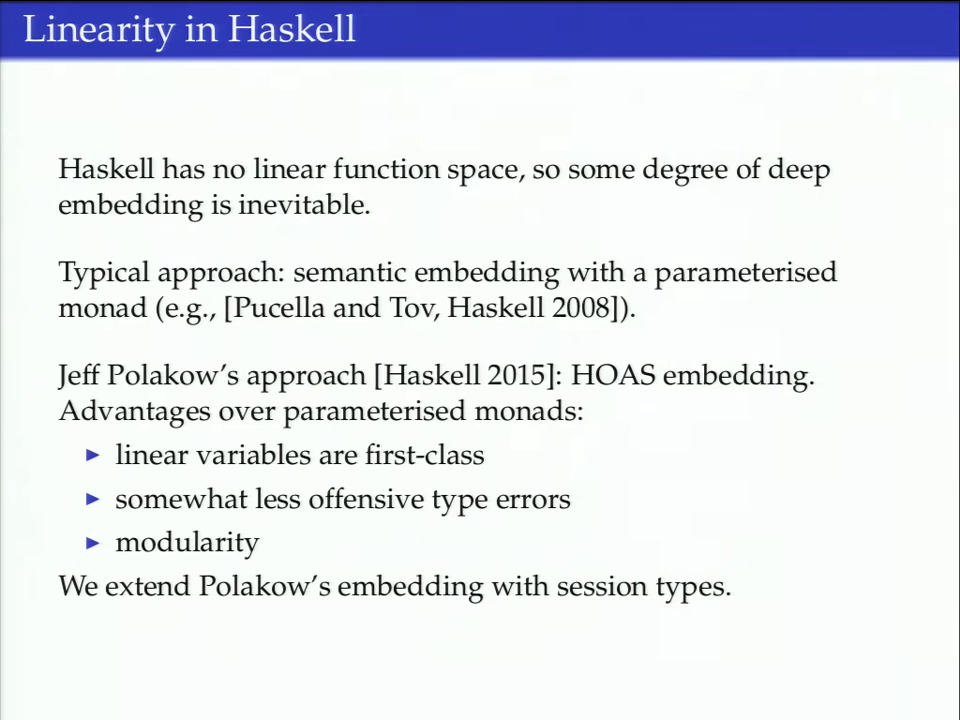 Linearity in Haskell
Haskell has no linear function space, so some degree of deep
embedding is inevitable.
Typical approach: semantic embedding with a parameterised
monad (e.g., [Pucella and Tov, Haskell 2008]).
Jeff Polakow’s approach [Haskell 2015]: HOAS embedding.
Advantages over parameterised monads:
▶ linear variables are first-class
▶ somewhat less offensive type errors
▶ modularity
We extend Polakow’s embedding with session types.